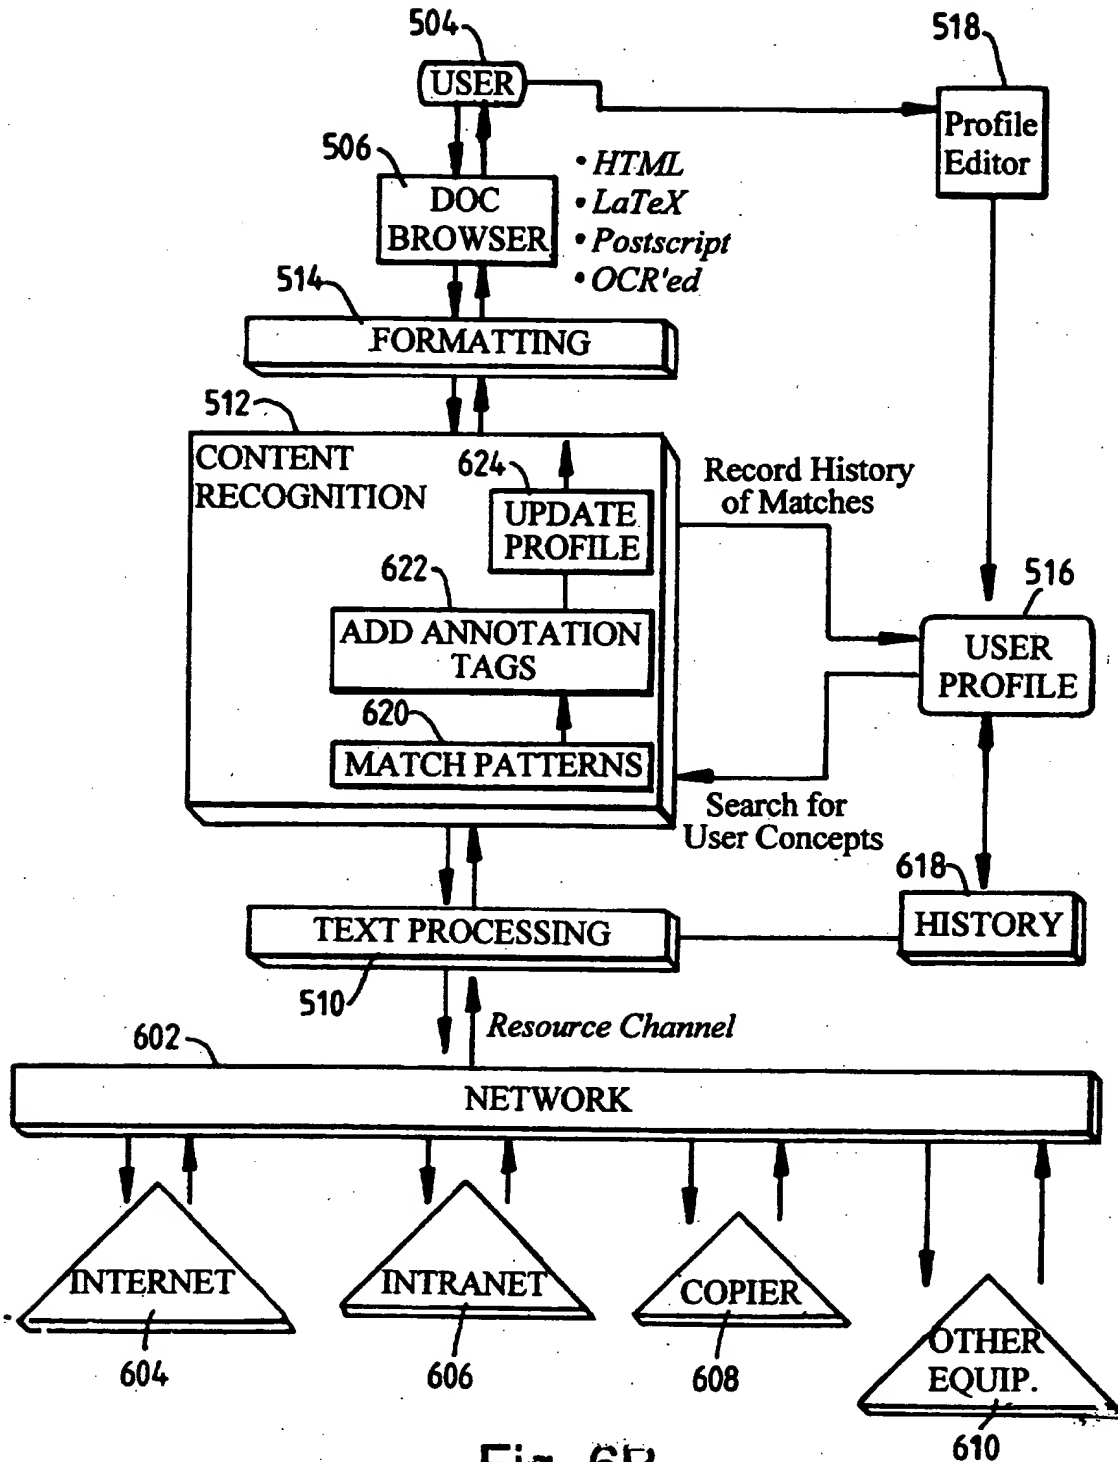 504
518
USER
Profile
Editor
506
DOC
BROWSER
• HTML
• LaTeX
• Postscript
• OCR'ed
514
FORMATTING
512
CONTENT
RECOGNITION
624
UPDATE
PROFILE
Record History
of Matches
622
ADD ANNOTATION
TAGS
516
USER
PROFILE
620
MATCH PATTERNS
Search for
User Concepts
618
HISTORY
TEXT PROCESSING
510
Resource Channel
602
NETWORK
INTERNET
INTRANET
COPIER
OTHER
EQUIP.
604
606
608
610
Fig. 6B